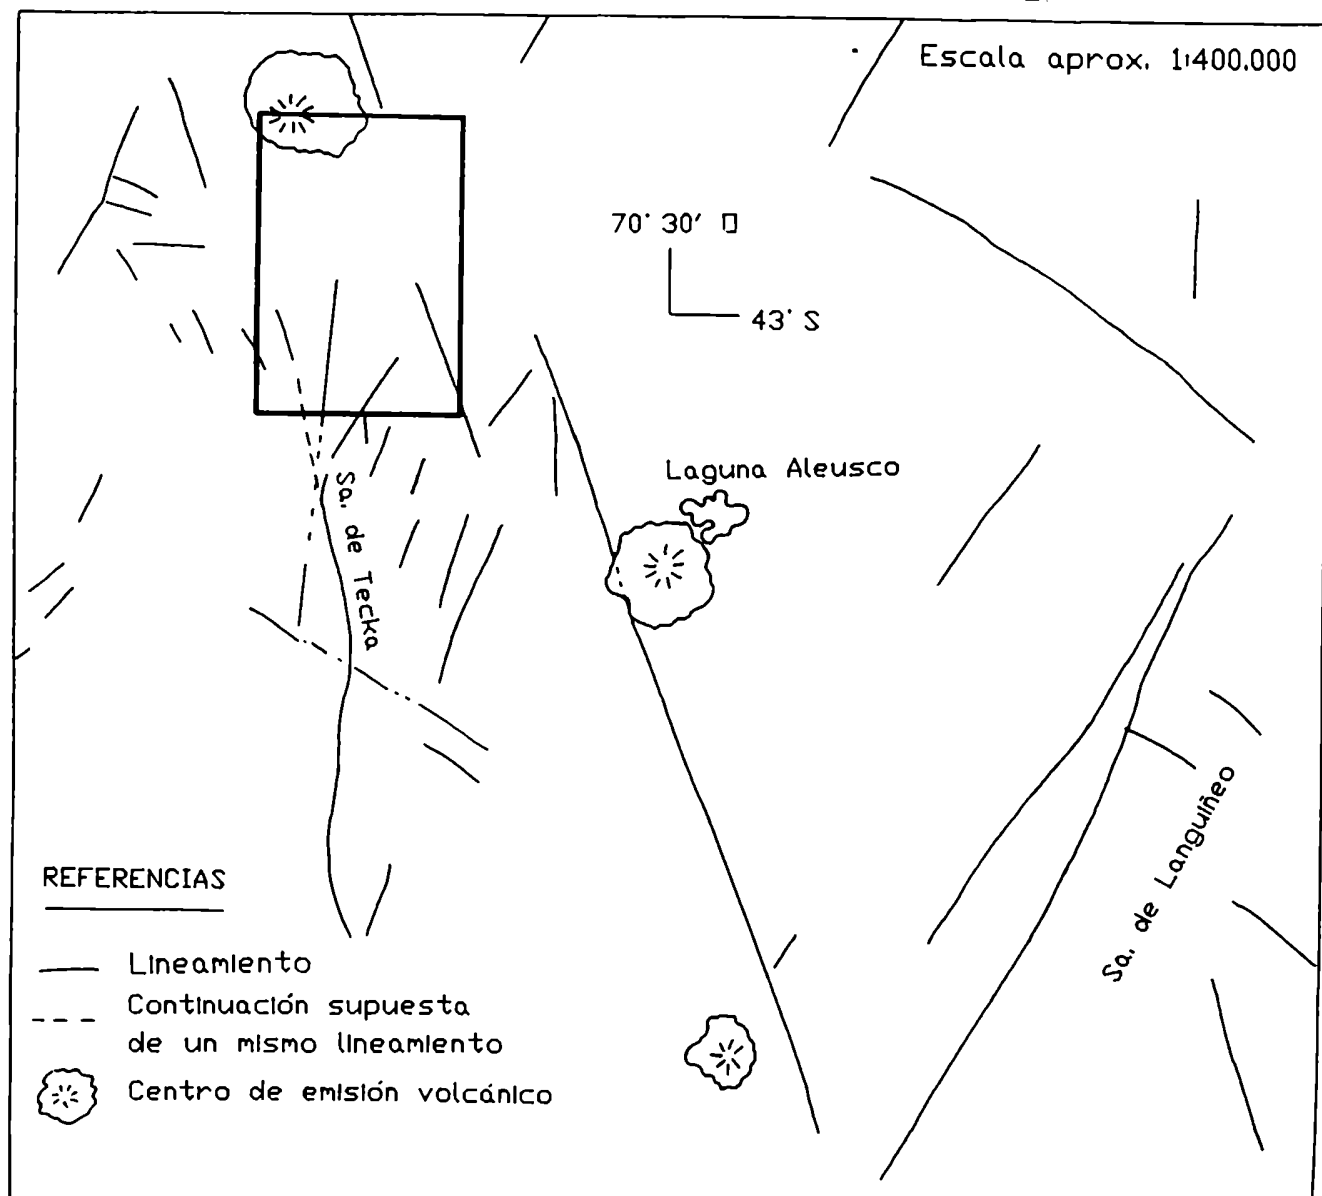 Escala aprox. 1:400.000
70° 30' O
43° S
Laguna Aleusco
Sa. de Tecka
Sa. de Languiñeo
REFERENCIAS
Lineamiento
Continuación supuesta
de un mismo lineamiento
Centro de emisión volcánico